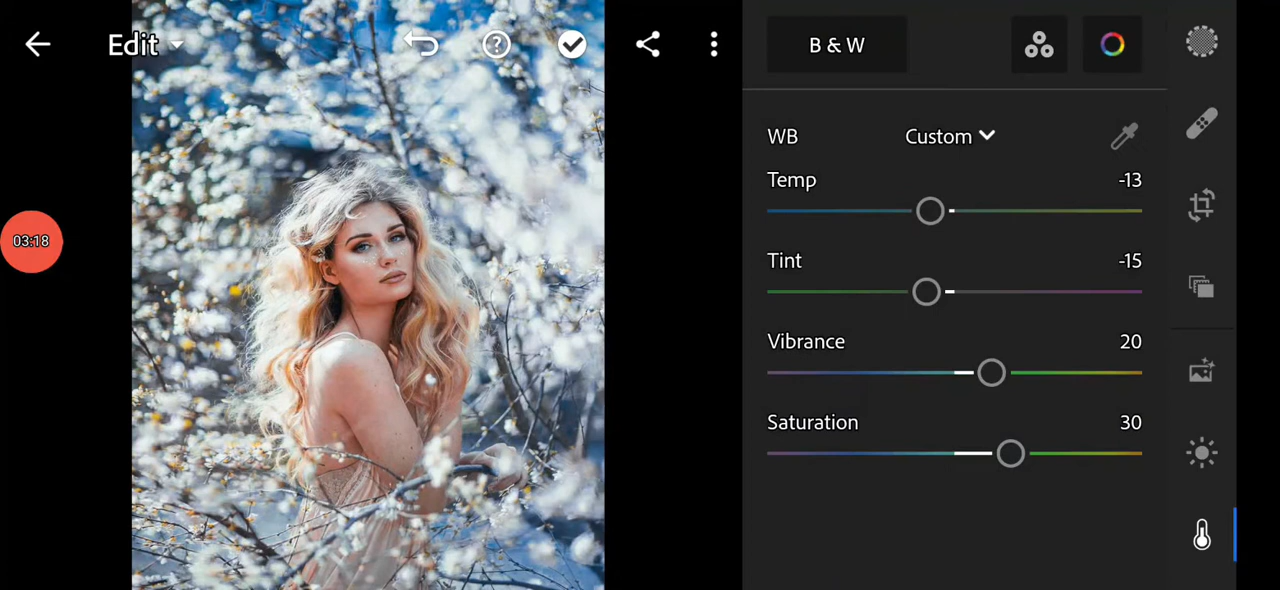 Edit
?
B & W
WB Custom
Temp -13
Tint -15
Vibrance 20
Saturation 30
03:18